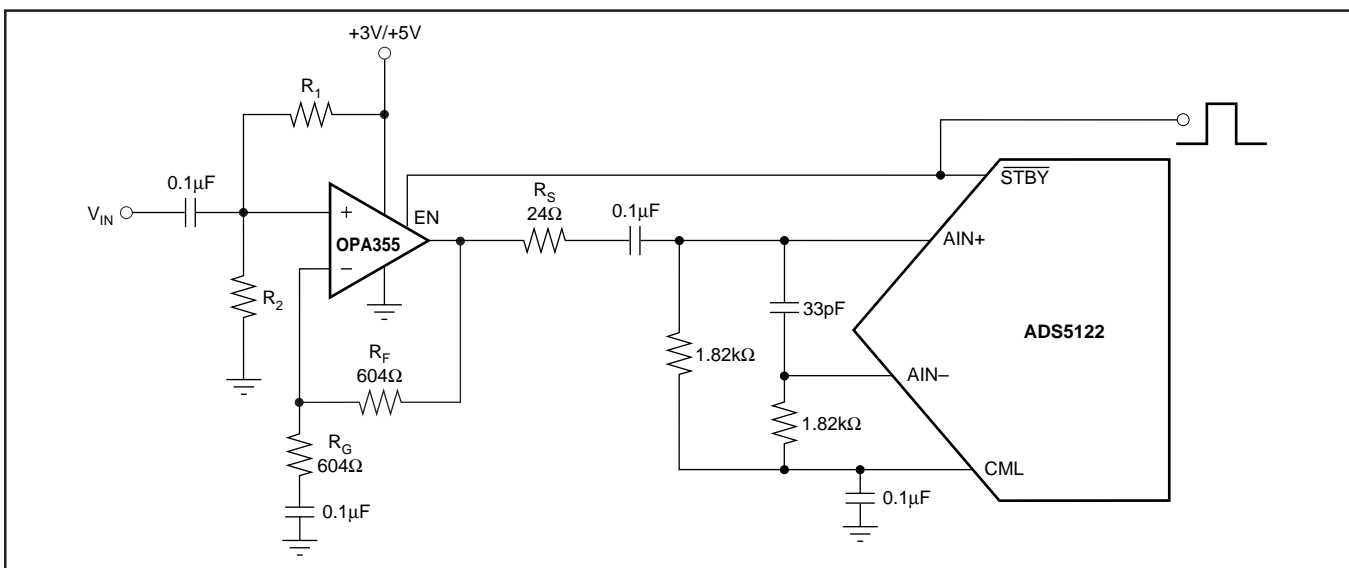 +3V/+5V
R1
0.1µF
VIN
+
EN
OPA355
−
R2
RF
604Ω
RG
604Ω
0.1µF
RS
24Ω
0.1µF
STBY
AIN+
33pF
ADS5122
1.82kΩ
AIN−
1.82kΩ
CML
0.1µF